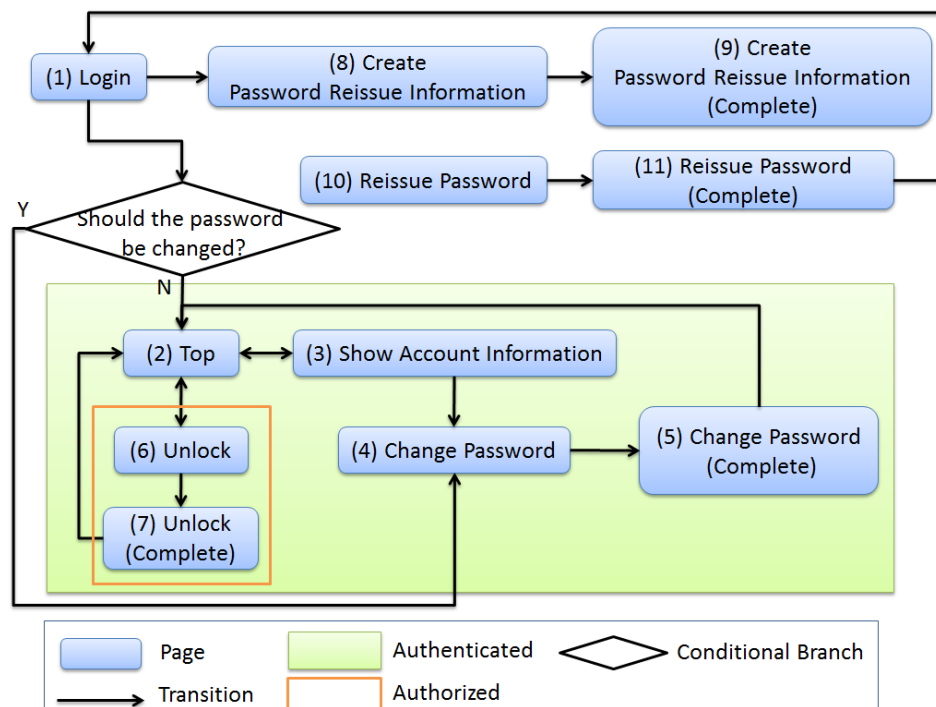 (1) Login
(8) Create
Password Reissue Information
(9) Create
Password Reissue Information
(Complete)
(10) Reissue Password
(11) Reissue Password
(Complete)
Y
Should the password
be changed?
N
(2) Top
(3) Show Account Information
(6) Unlock
(4) Change Password
(5) Change Password
(Complete)
(7) Unlock
(Complete)
Page
Authenticated
Conditional Branch
Transition
Authorized